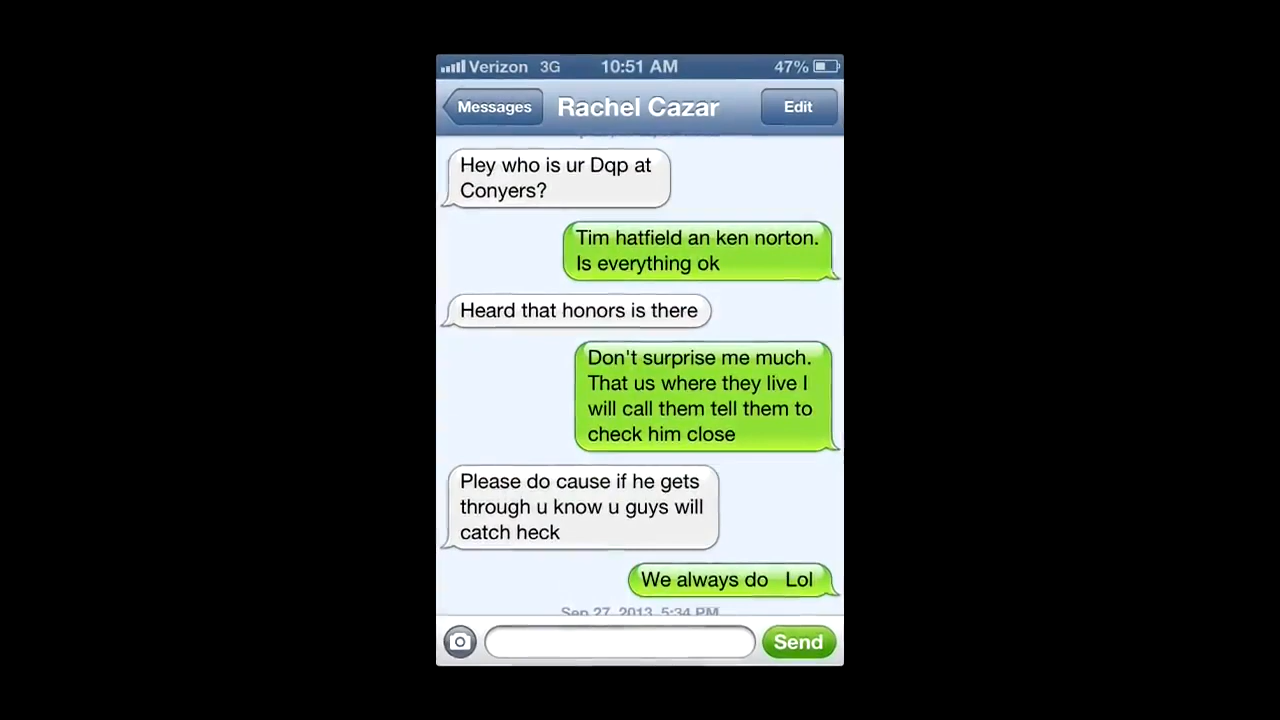 Verizon 3G 10:51 AM 47%
Messages Rachel Cazar Edit
Hey who is ur Dqp at
Conyers?
Tim hatfield an ken norton.
Is everything ok
Heard that honors is there
Don't surprise me much.
That us where they live I
will call them tell them to
check him close
Please do cause if he gets
through u know u guys will
catch heck
We always do Lol
Sep 27, 2013, 5:34 PM
Send